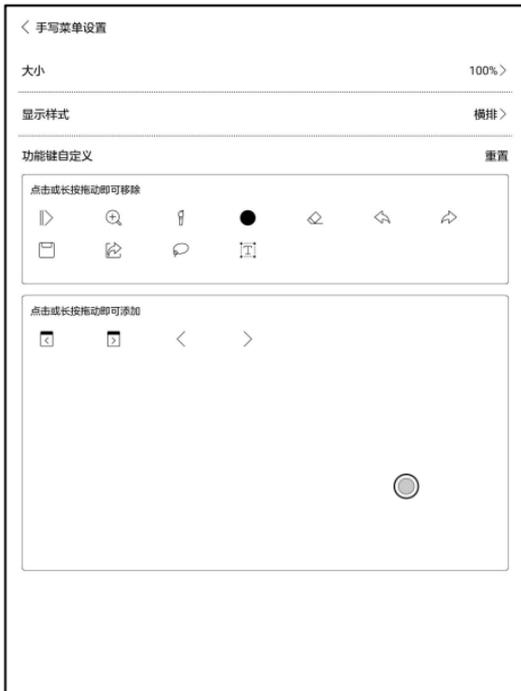 手写菜单设置
大小 100%
显示样式 横排
功能键自定义 重置
点击或长按拖动即可移除
T
点击或长按拖动即可添加